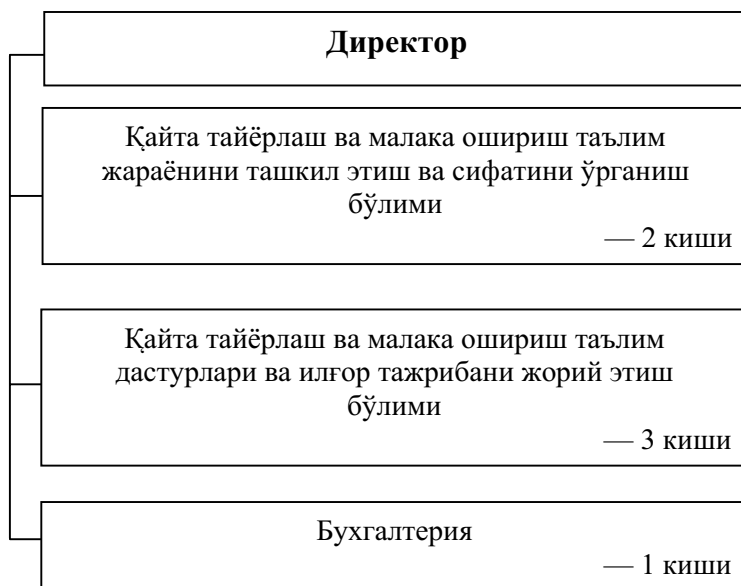 Директор
Қайта тайёрлаш ва малака ошириш таълим
жараёнини ташкил этиш ва сифатини ўрганиш
бўлими
— 2 киши
Қайта тайёрлаш ва малака ошириш таълим
дастурлари ва илғор тажрибани жорий этиш
бўлими
— 3 киши
Бухгалтерия
— 1 киши